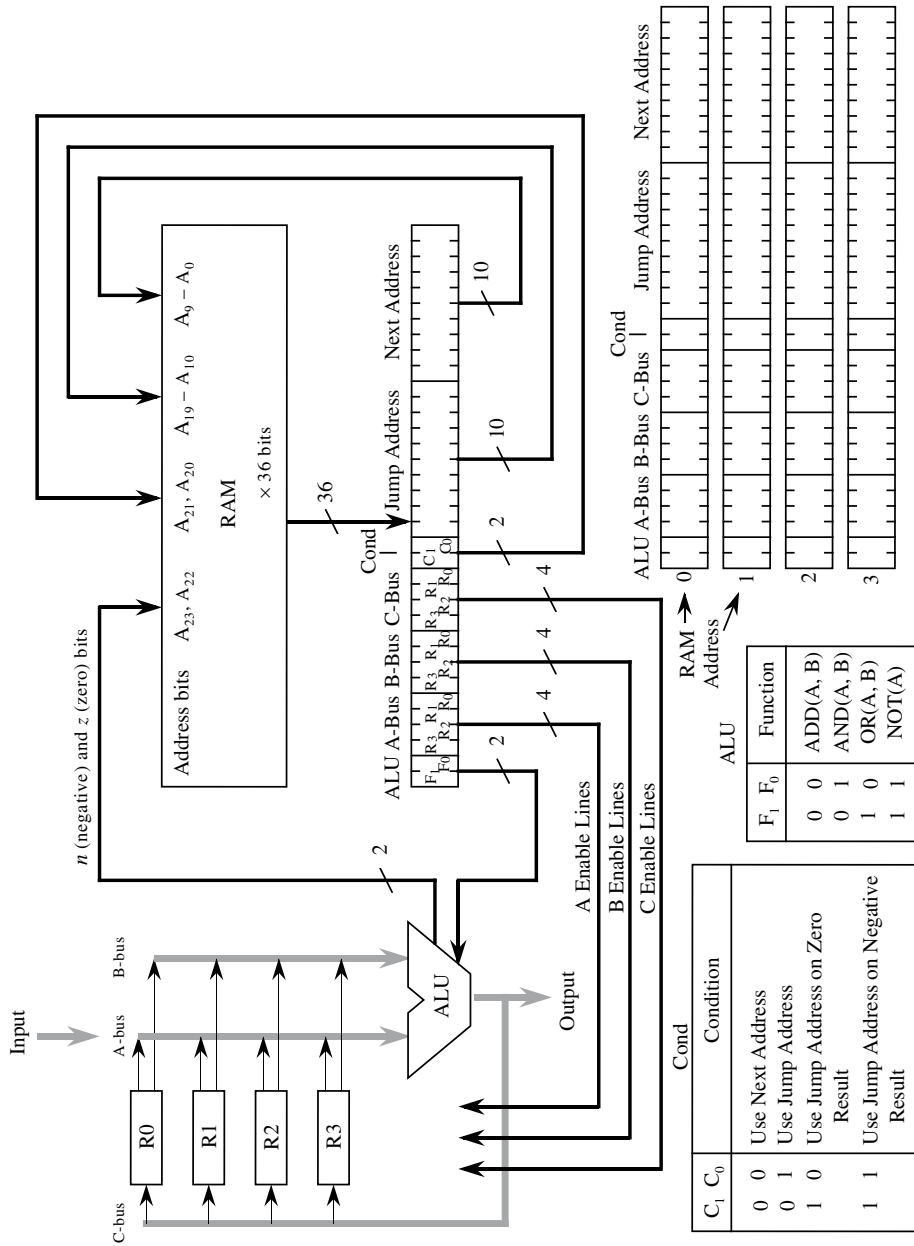 Input
C-bus
A-bus
B-bus
R0
R1
R2
R3
ALU
Output
n (negative) and z (zero) bits
2
Address bits
A23, A22
A21, A20
A19 – A10
A9 – A0
RAM
× 36 bits
36
Cond
ALU A-Bus B-Bus C-Bus
Jump Address
Next Address
F1 F0
R3 R2 R1 R0
R3 R2 R1 R0
R3 R2 R1 R0
C1 C0
2
4
4
4
2
10
10
A Enable Lines
B Enable Lines
C Enable Lines
Cond
C1 C0 Condition
0 0 Use Next Address
0 1 Use Jump Address
1 0 Use Jump Address on Zero
Result
1 1 Use Jump Address on Negative
Result
ALU
F1 F0 Function
0 0 ADD(A, B)
0 1 AND(A, B)
1 0 OR(A, B)
1 1 NOT(A)
Cond
ALU A-Bus B-Bus C-Bus
Jump Address
Next Address
RAM
Address
0
1
2
3